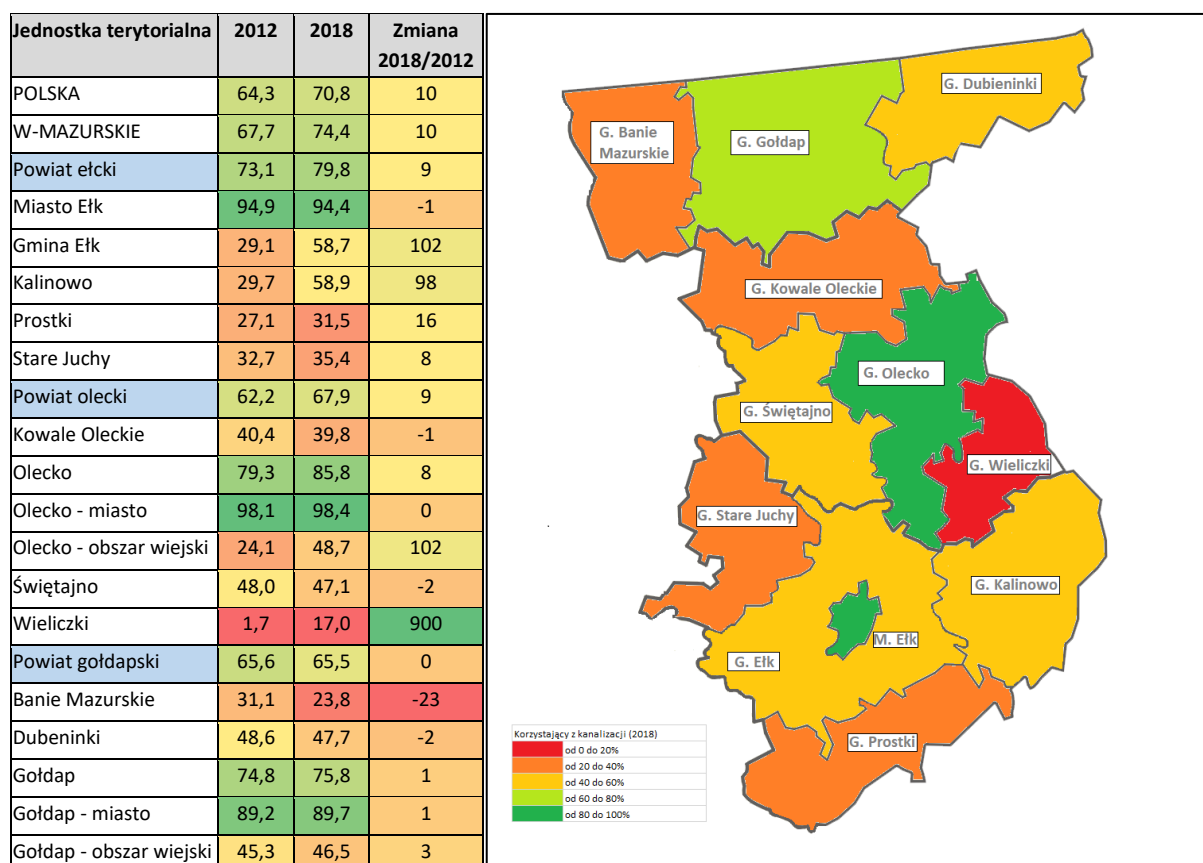 Jednostka terytorialna 2012 2018 Zmiana
2018/2012
POLSKA 64,3 70,8 10
W-MAZURSKIE 67,7 74,4 10
Powiat ełcki 73,1 79,8 9
Miasto Ełk 94,9 94,4 -1
Gmina Ełk 29,1 58,7 102
Kalinowo 29,7 58,9 98
Prostki 27,1 31,5 16
Stare Juchy 32,7 35,4 8
Powiat olecki 62,2 67,9 9
Kowale Oleckie 40,4 39,8 -1
Olecko 79,3 85,8 8
Olecko - miasto 98,1 98,4 0
Olecko - obszar wiejski 24,1 48,7 102
Świętajno 48,0 47,1 -2
Wieliczki 1,7 17,0 900
Powiat gołdapski 65,6 65,5 0
Banie Mazurskie 31,1 23,8 -23
Dubeninki 48,6 47,7 -2
Gołdap 74,8 75,8 1
Gołdap - miasto 89,2 89,7 1
Gołdap - obszar wiejski 45,3 46,5 3
G. Dubieninki
G. Banie
Mazurskie
G. Gołdap
G. Kowale Oleckie
G. Olecko
G. Świętajno
G. Wieliczki
G. Stare Juchy
G. Kalinowo
M. Ełk
G. Ełk
G. Prostki
Korzystający z kanalizacji (2018)
od 0 do 20%
od 20 do 40%
od 40 do 60%
od 60 do 80%
od 80 do 100%